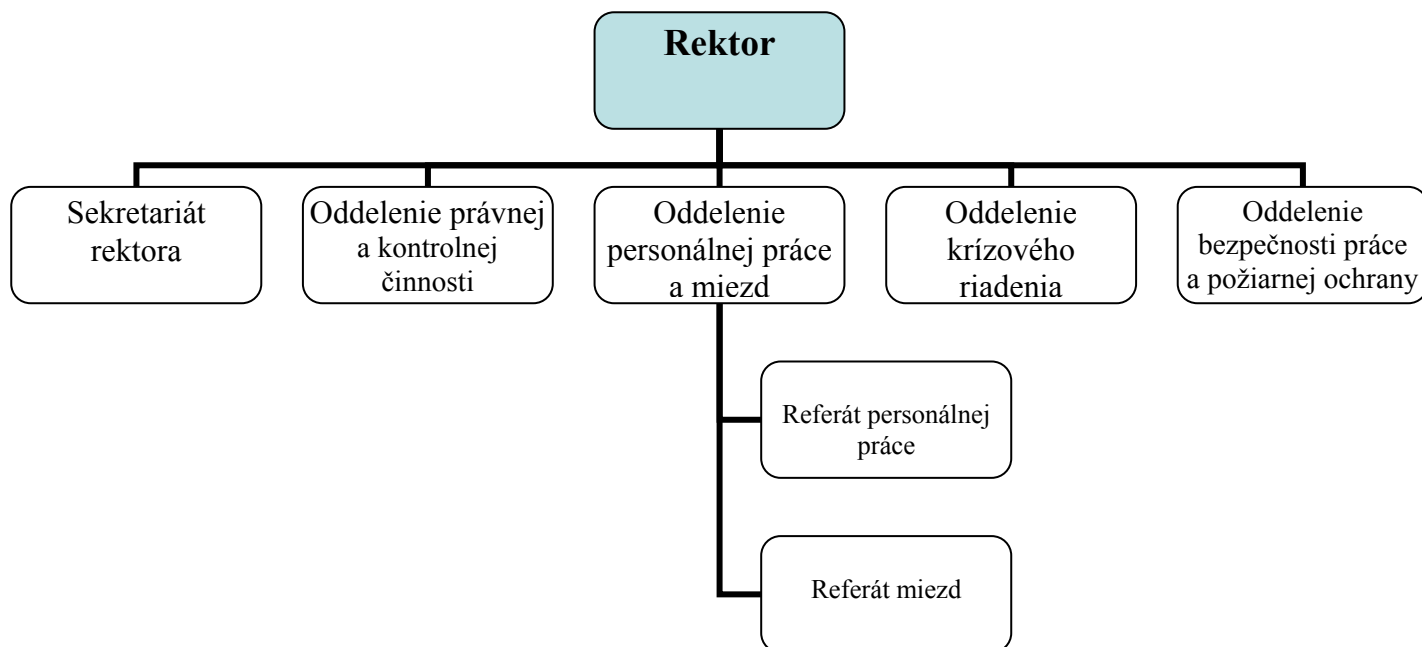 Rektor
Sekretariát
rektora
Oddelenie právnej
a kontrolnej
činnosti
Oddelenie
personálnej práce
a miezd
Oddelenie
krízového
riadenia
Oddelenie
bezpečnosti práce
a požiarnej ochrany
Referát personálnej
práce
Referát miezd